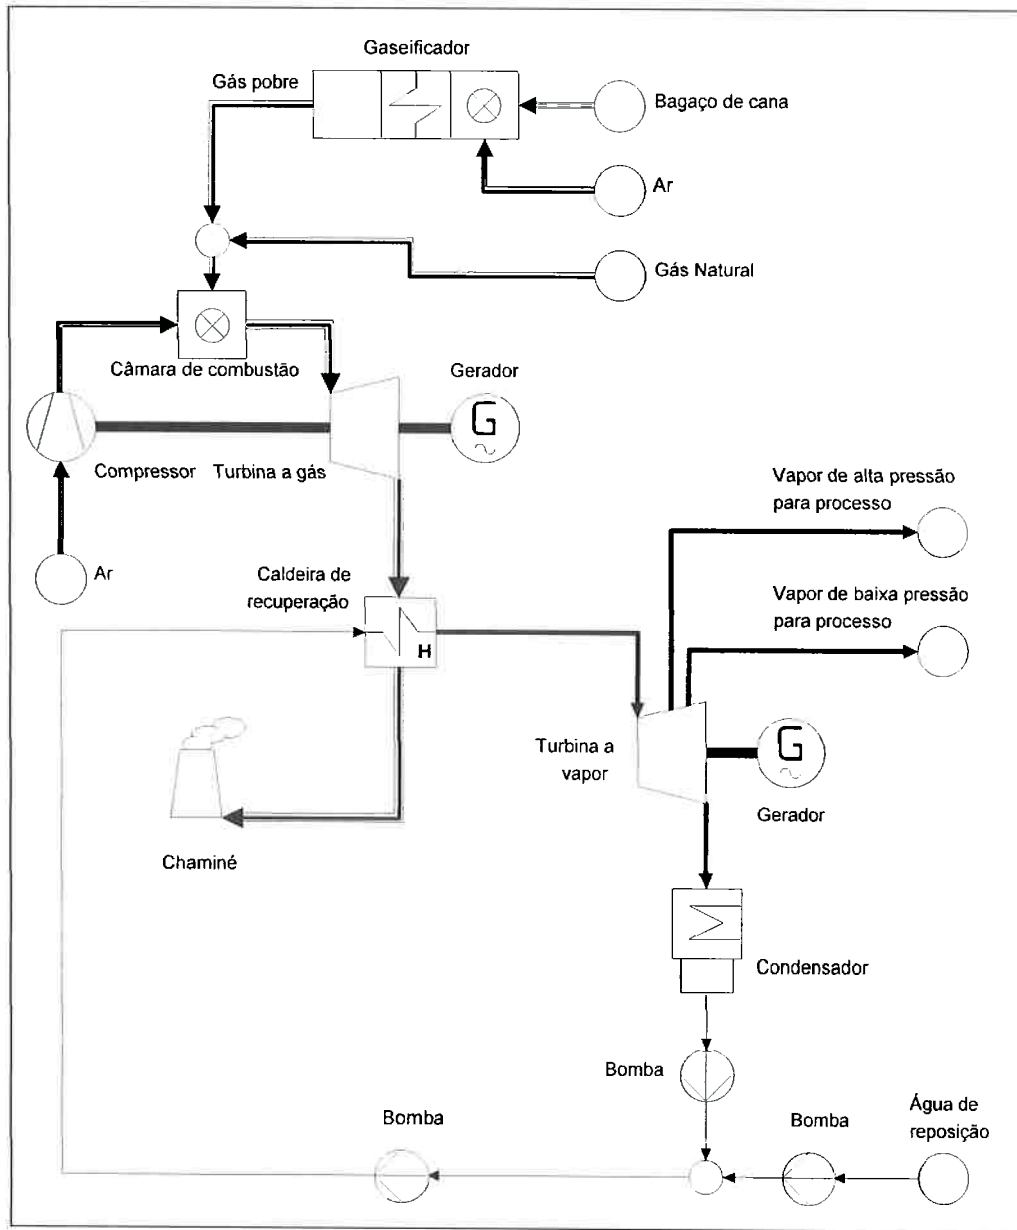 Gaseificador
Gás pobre
Bagaço de cana
Ar
Gás Natural
Câmara de combustão
Gerador
G
Compressor
Turbina a gás
Vapor de alta pressão
para processo
Ar
Caldeira de
recuperação
Vapor de baixa pressão
para processo
H
Turbina a
vapor
G
Gerador
Chaminé
Condensador
Bomba
Bomba
Bomba
Água de
reposição